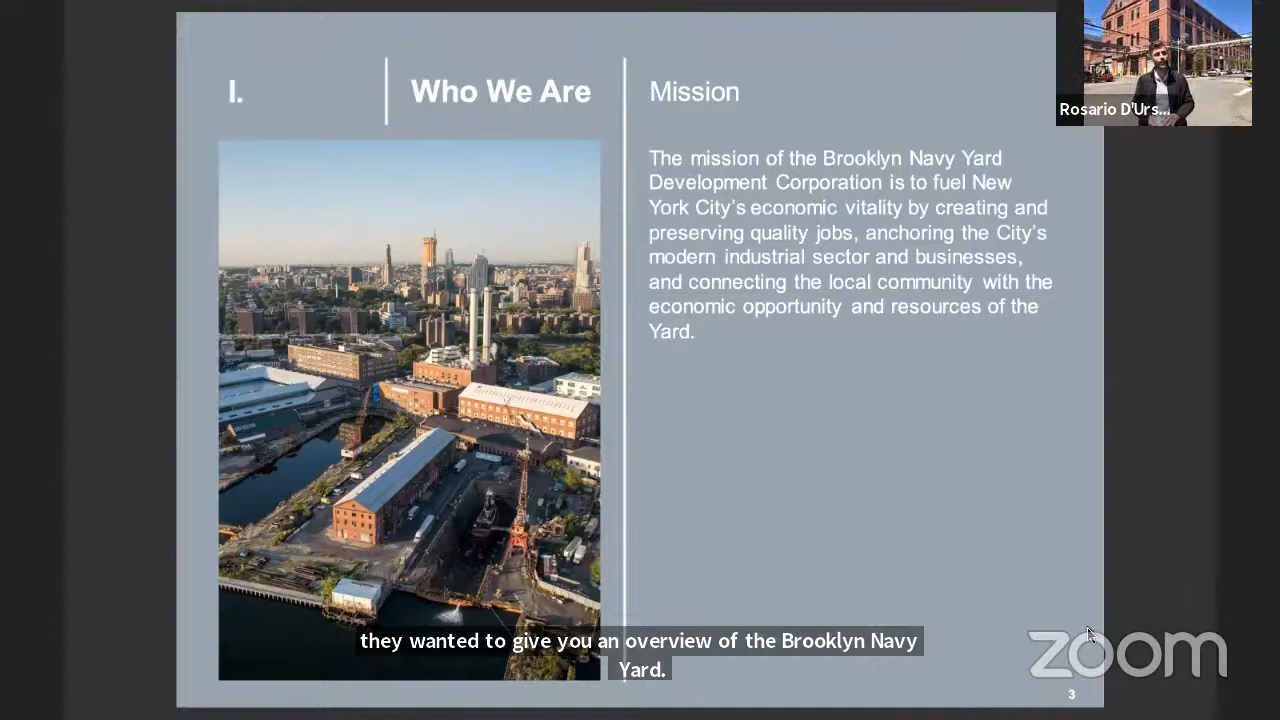 I.
Who We Are
Mission
The mission of the Brooklyn Navy Yard
Development Corporation is to fuel New
York City's economic vitality by creating and
preserving quality jobs, anchoring the City's
modern industrial sector and businesses,
and connecting the local community with the
economic opportunity and resources of the
Yard.
Rosario D'Urs...
they wanted to give you an overview of the Brooklyn Navy
Yard.
zoom
3